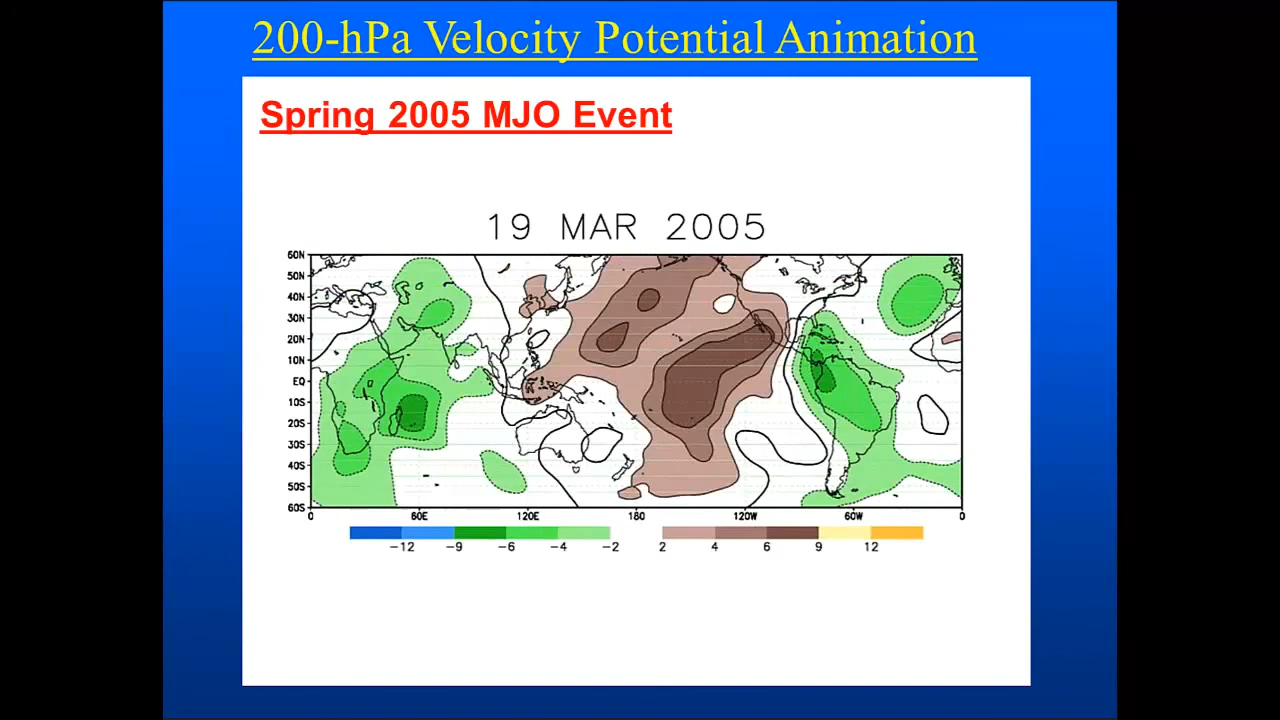 200-hPa Velocity Potential Animation
Spring 2005 MJO Event
19 MAR 2005
60N
50N
40N
30N
20N
10N
EQ
10S
20S
30S
40S
50S
60S
0 60E 120E 180 120W 60W 0
−12 −9 −6 −4 −2 2 4 6 9 12